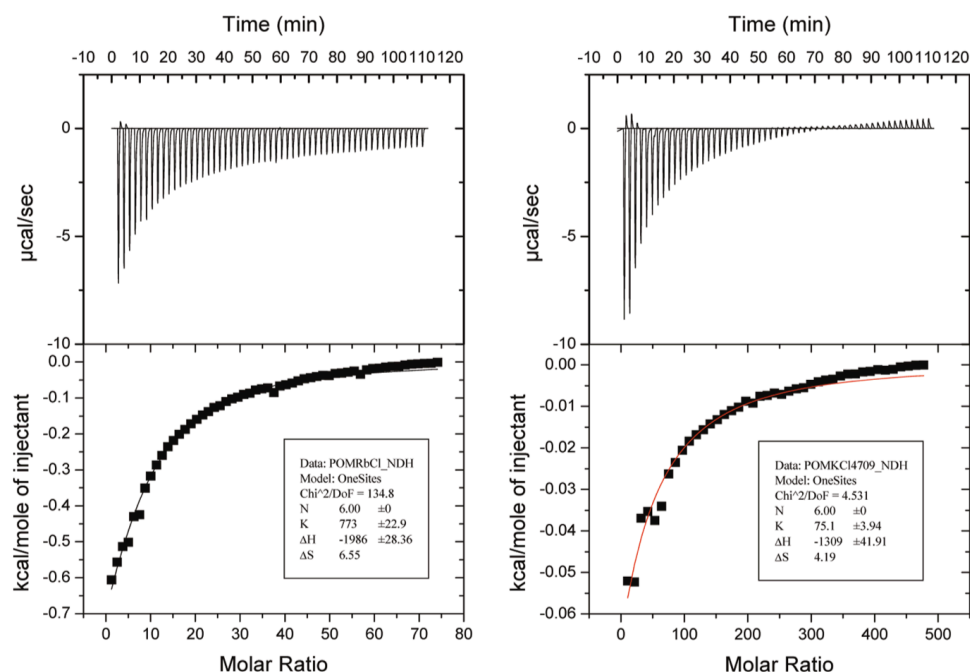 Time (min)
-10 0 10 20 30 40 50 60 70 80 90 100 110 120
0
-5
-10
µcal/sec
0.0
-0.1
-0.2
-0.3
-0.4
-0.5
-0.6
-0.7
kcal/mole of injectant
Data: POMRbCl_NDH
Model: OneSites
Chi^2/DoF = 134.8
N 6.00 ±0
K 773 ±22.9
ΔH -1986 ±28.36
ΔS 6.55
0 10 20 30 40 50 60 70 80
Molar Ratio
Time (min)
-10 0 10 20 30 40 50 60 70 80 90 100 110 120
0
-5
-10
µcal/sec
0.00
-0.01
-0.02
-0.03
-0.04
-0.05
-0.06
kcal/mole of injectant
Data: POMKCl4709_NDH
Model: OneSites
Chi^2/DoF = 4.531
N 6.00 ±0
K 75.1 ±3.94
ΔH -1309 ±41.91
ΔS 4.19
0 100 200 300 400 500
Molar Ratio